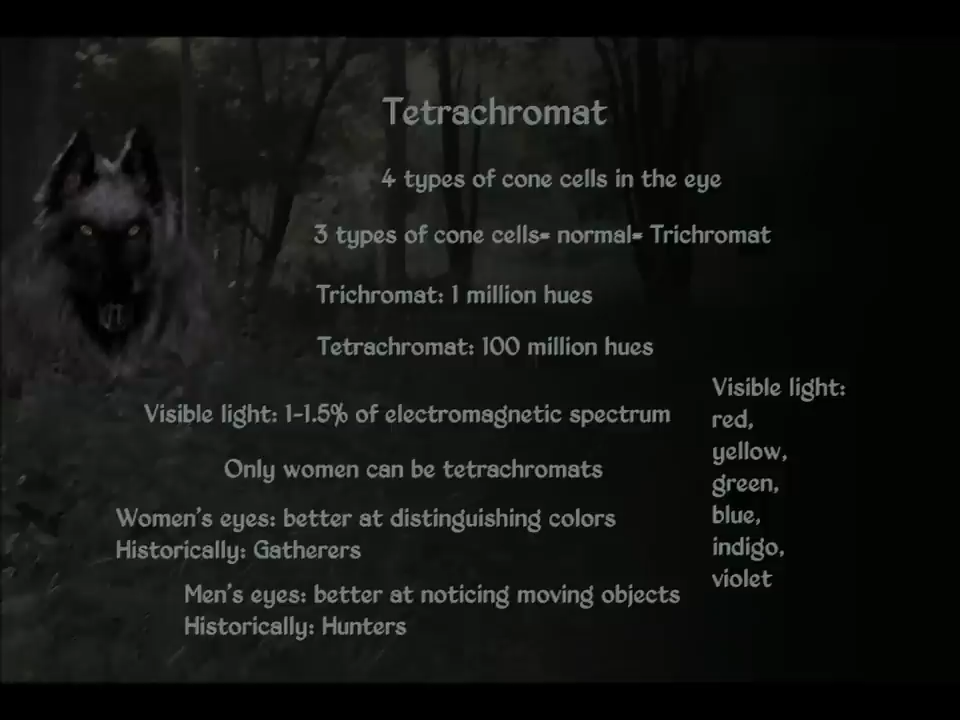 Tetrachromat
4 types of cone cells in the eye
3 types of cone cells= normal= Trichromat
Trichromat: 1 million hues
Tetrachromat: 100 million hues
Visible light: 1-1.5% of electromagnetic spectrum
Only women can be tetrachromats
Women's eyes: better at distinguishing colors
Historically: Gatherers
Men's eyes: better at noticing moving objects
Historically: Hunters
Visible light:
red,
yellow,
green,
blue,
indigo,
violet